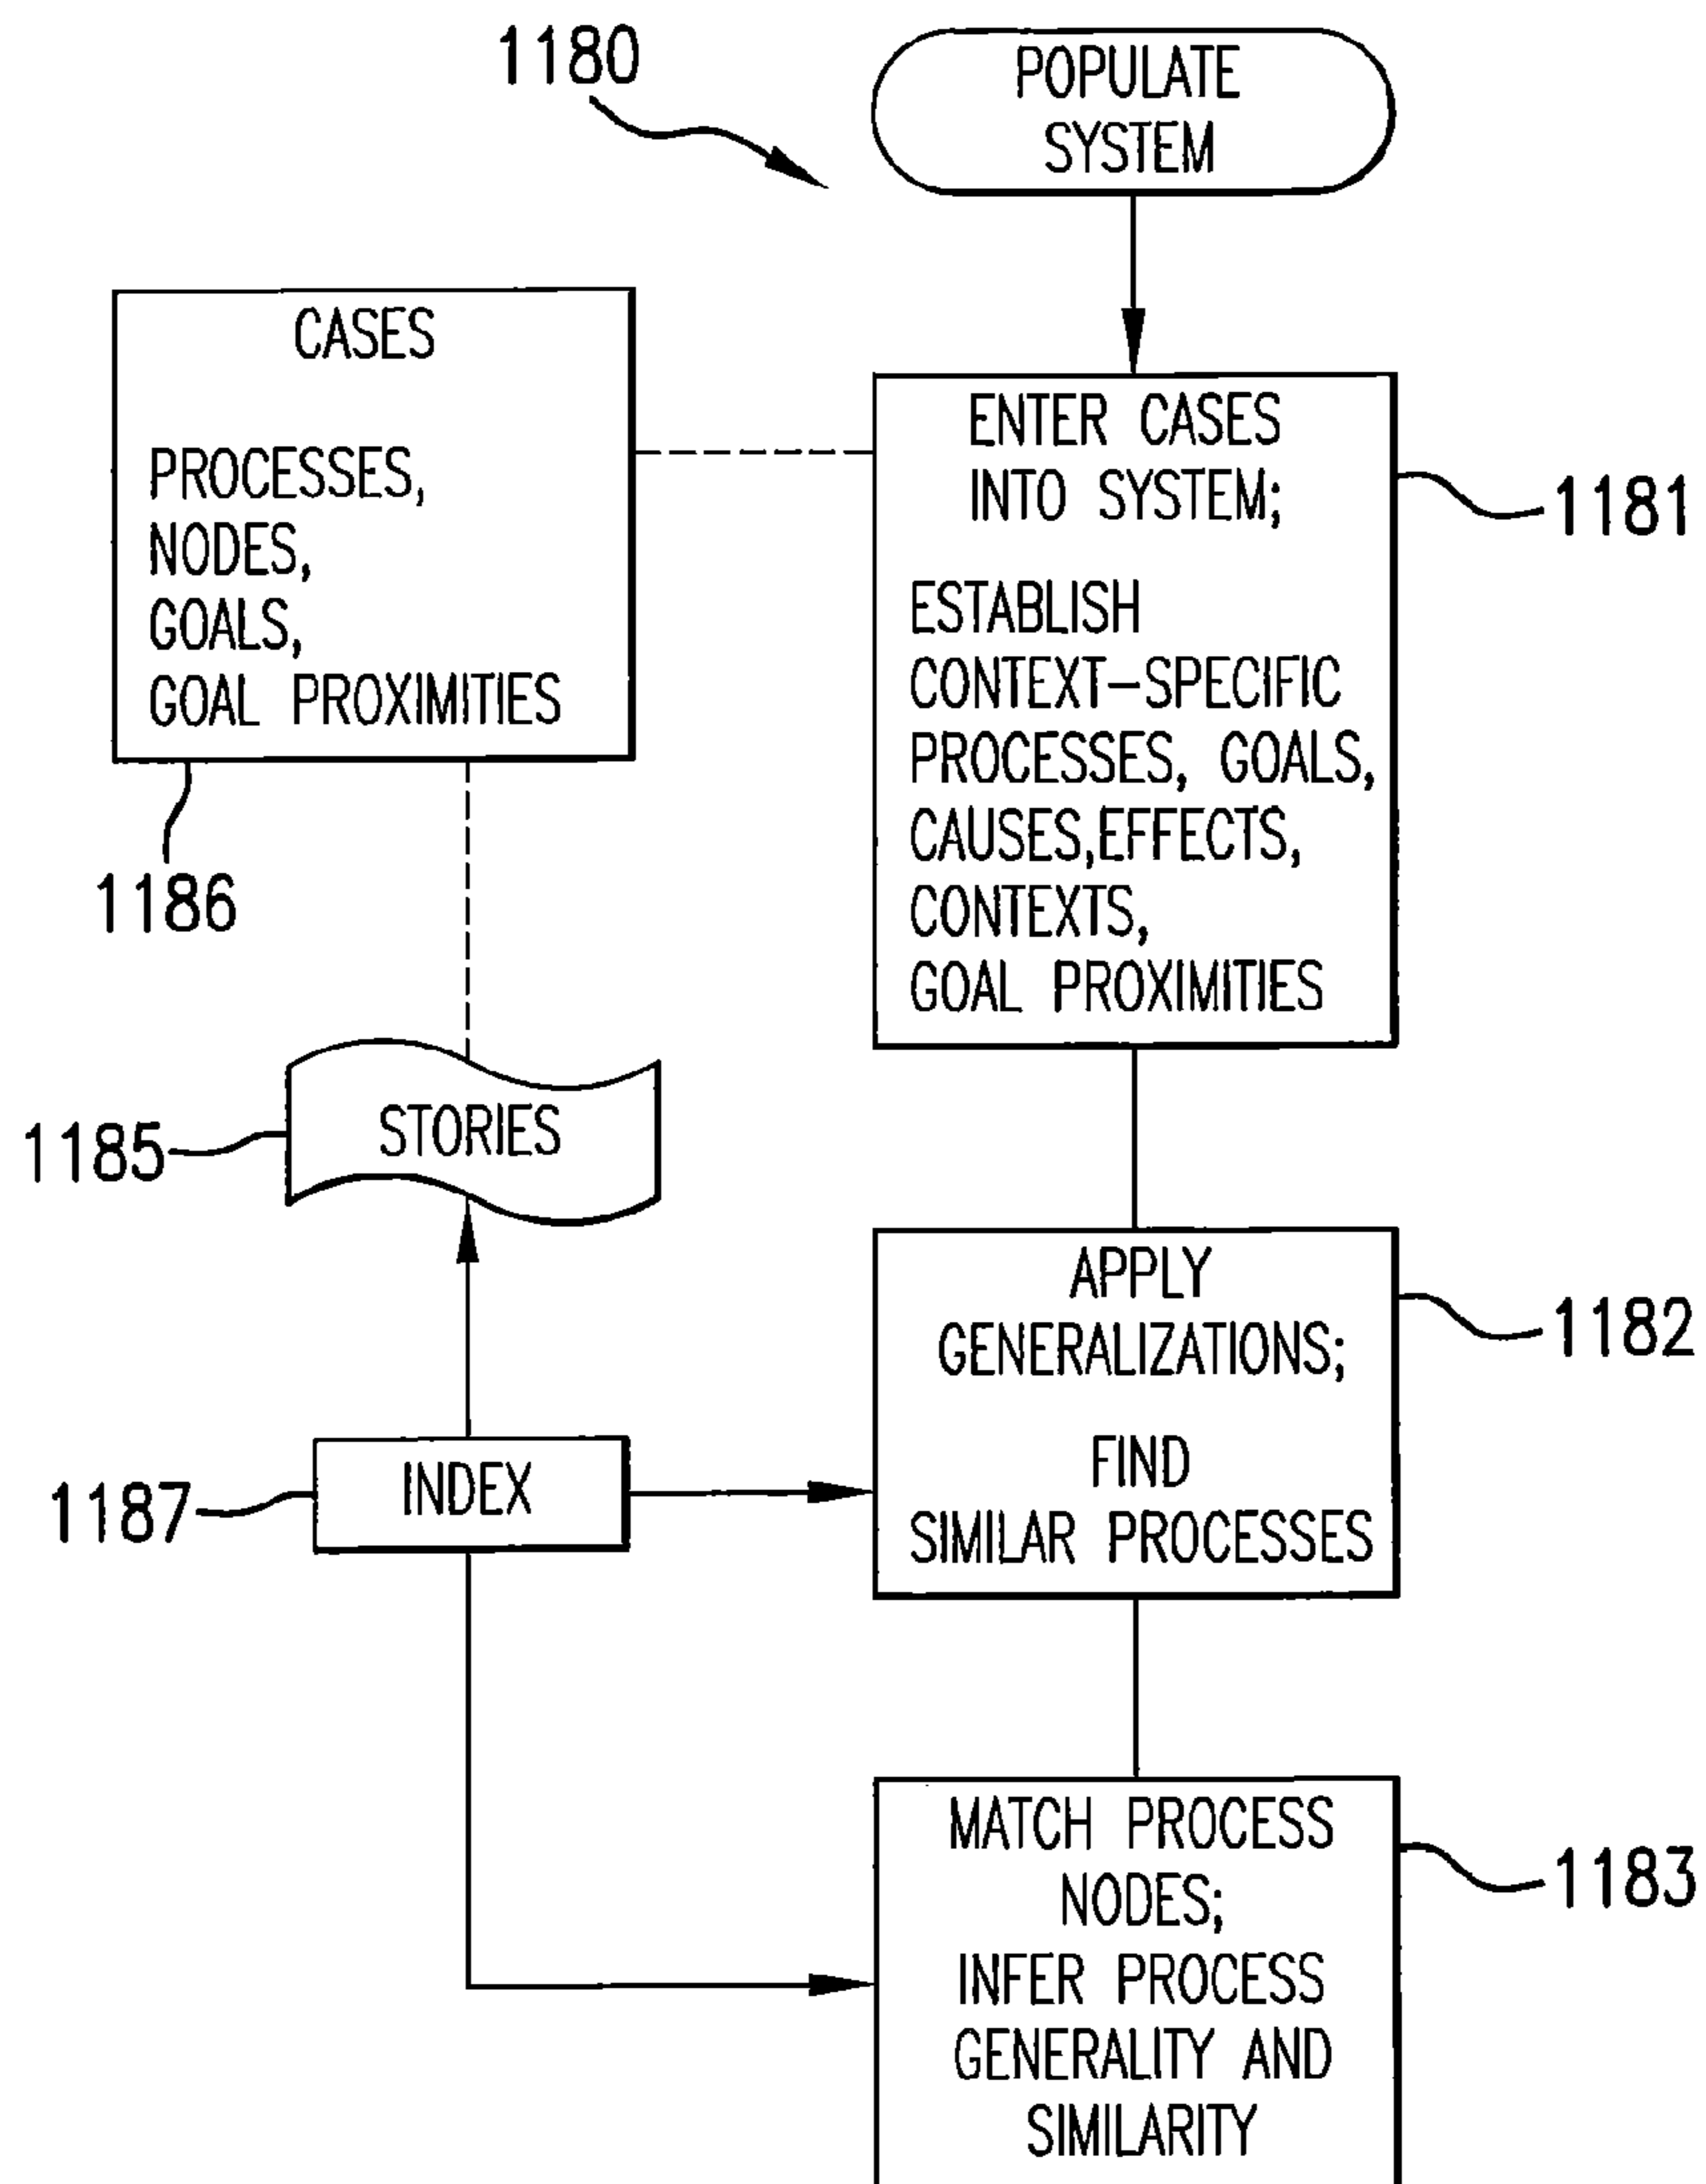 1180
POPULATE
SYSTEM
CASES
PROCESSES,
NODES,
GOALS,
GOAL PROXIMITIES
1186
ENTER CASES
INTO SYSTEM;
ESTABLISH
CONTEXT-SPECIFIC
PROCESSES, GOALS,
CAUSES,EFFECTS,
CONTEXTS,
GOAL PROXIMITIES
1181
STORIES
1185
APPLY
GENERALIZATIONS;
FIND
SIMILAR PROCESSES
1182
INDEX
1187
MATCH PROCESS
NODES;
INFER PROCESS
GENERALITY AND
SIMILARITY
1183